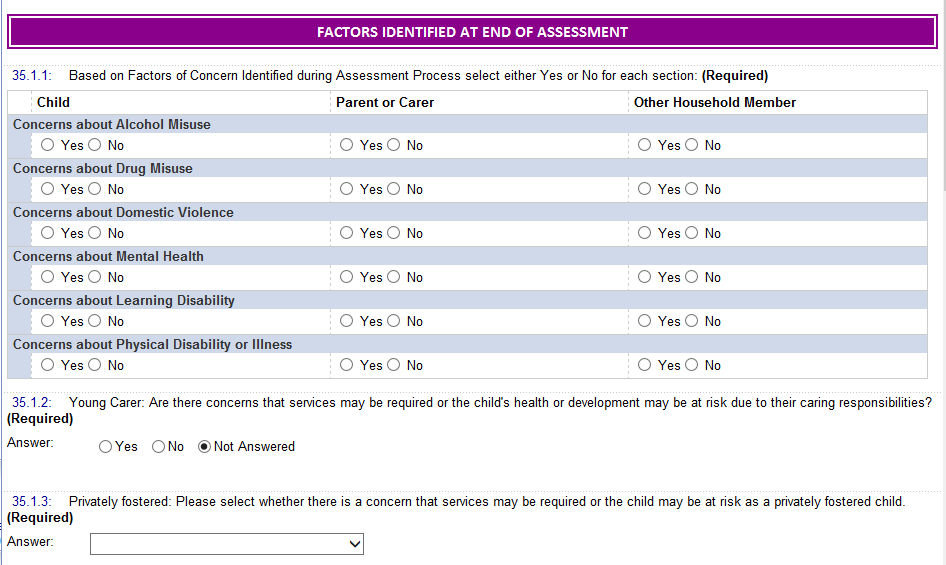 FACTORS IDENTIFIED AT END OF ASSESSMENT
35.1.1: Based on Factors of Concern Identified during Assessment Process select either Yes or No for each section: (Required)
Child Parent or Carer Other Household Member
Concerns about Alcohol Misuse
Yes No Yes No Yes No
Concerns about Drug Misuse
Yes No Yes No Yes No
Concerns about Domestic Violence
Yes No Yes No Yes No
Concerns about Mental Health
Yes No Yes No Yes No
Concerns about Learning Disability
Yes No Yes No Yes No
Concerns about Physical Disability or Illness
Yes No Yes No Yes No
35.1.2: Young Carer: Are there concerns that services may be required or the child's health or development may be at risk due to their caring responsibilities?
(Required)
Answer: Yes No Not Answered
35.1.3: Privately fostered: Please select whether there is a concern that services may be required or the child may be at risk as a privately fostered child.
(Required)
Answer: